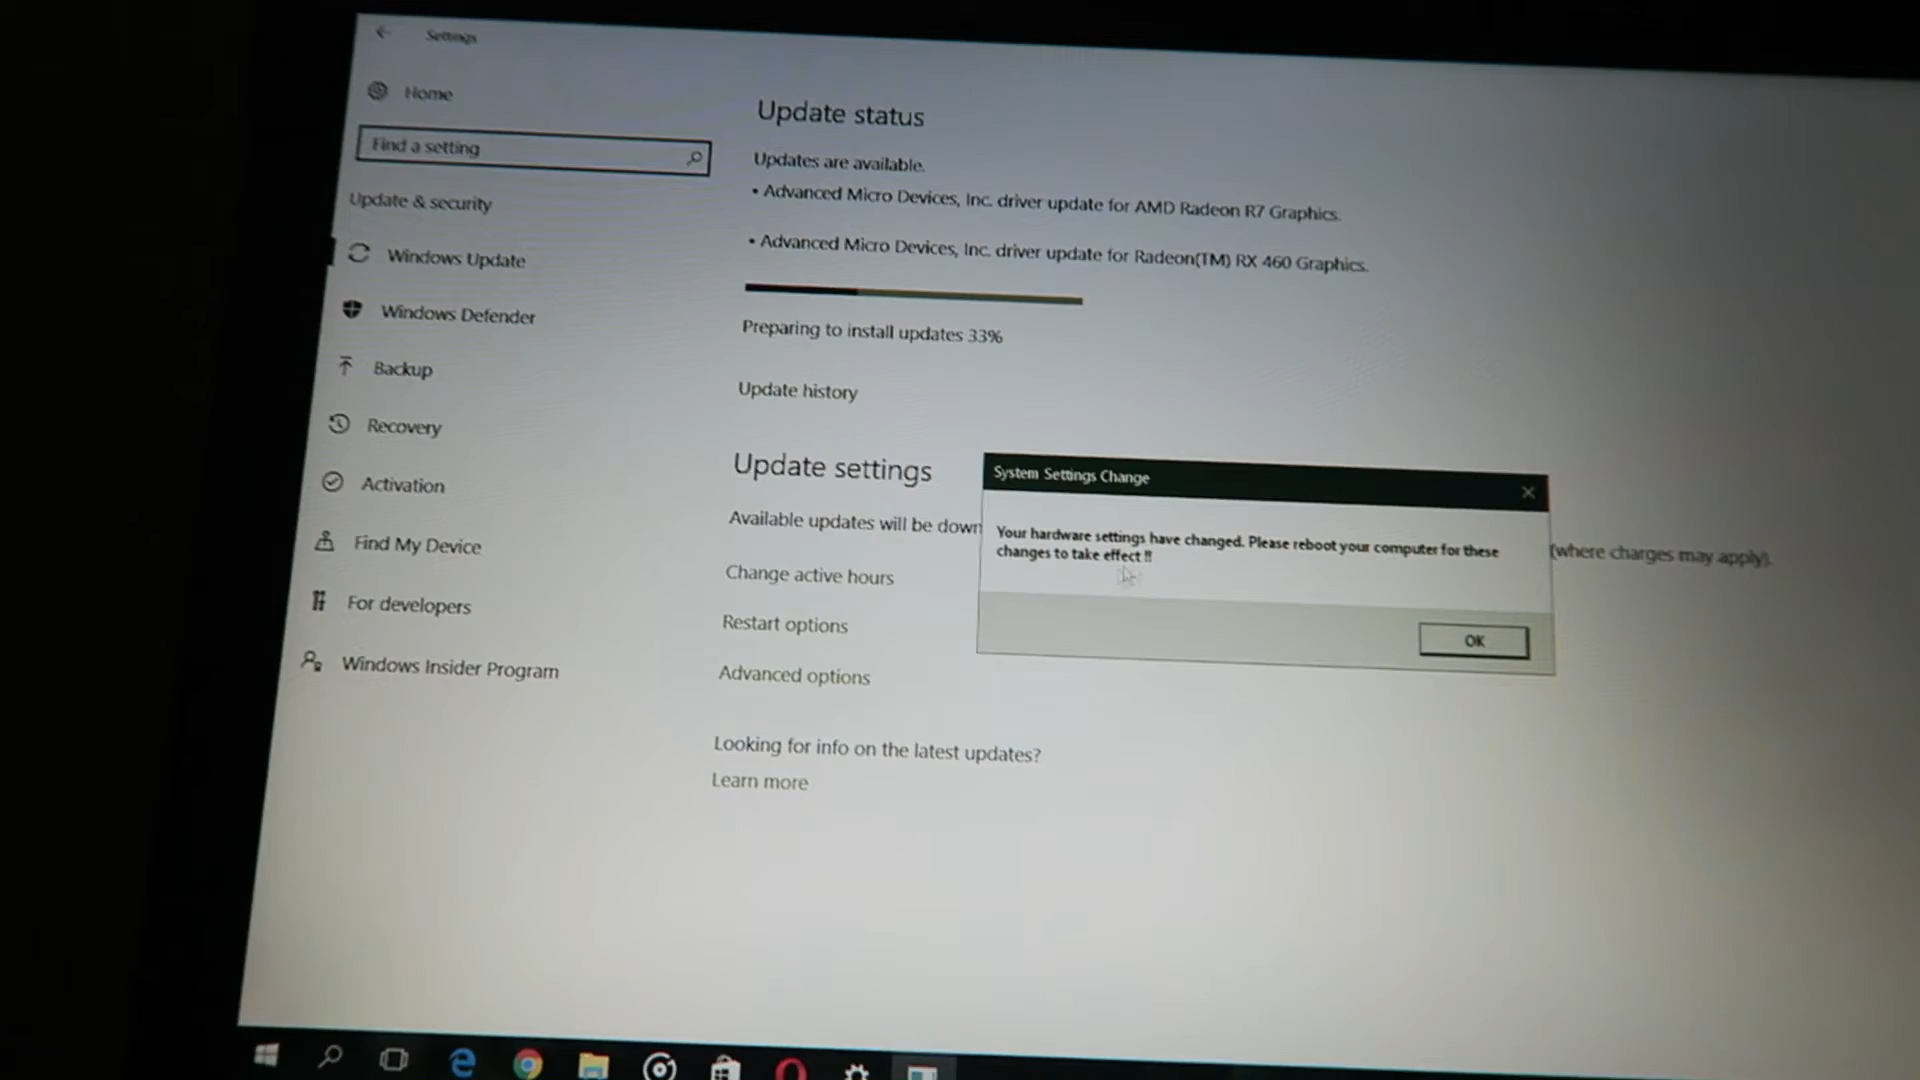 Settings
Home
Find a setting
Update & security
Windows Update
Windows Defender
Backup
Recovery
Activation
Find My Device
For developers
Windows Insider Program
Update status
Updates are available.
• Advanced Micro Devices, Inc. driver update for AMD Radeon R7 Graphics.
• Advanced Micro Devices, Inc. driver update for Radeon(TM) RX 460 Graphics.
Preparing to install updates 33%
Update history
Update settings
Available updates will be down
(where charges may apply).
Change active hours
Restart options
Advanced options
Looking for info on the latest updates?
Learn more
System Settings Change
Your hardware settings have changed. Please reboot your computer for these
changes to take effect !!
OK